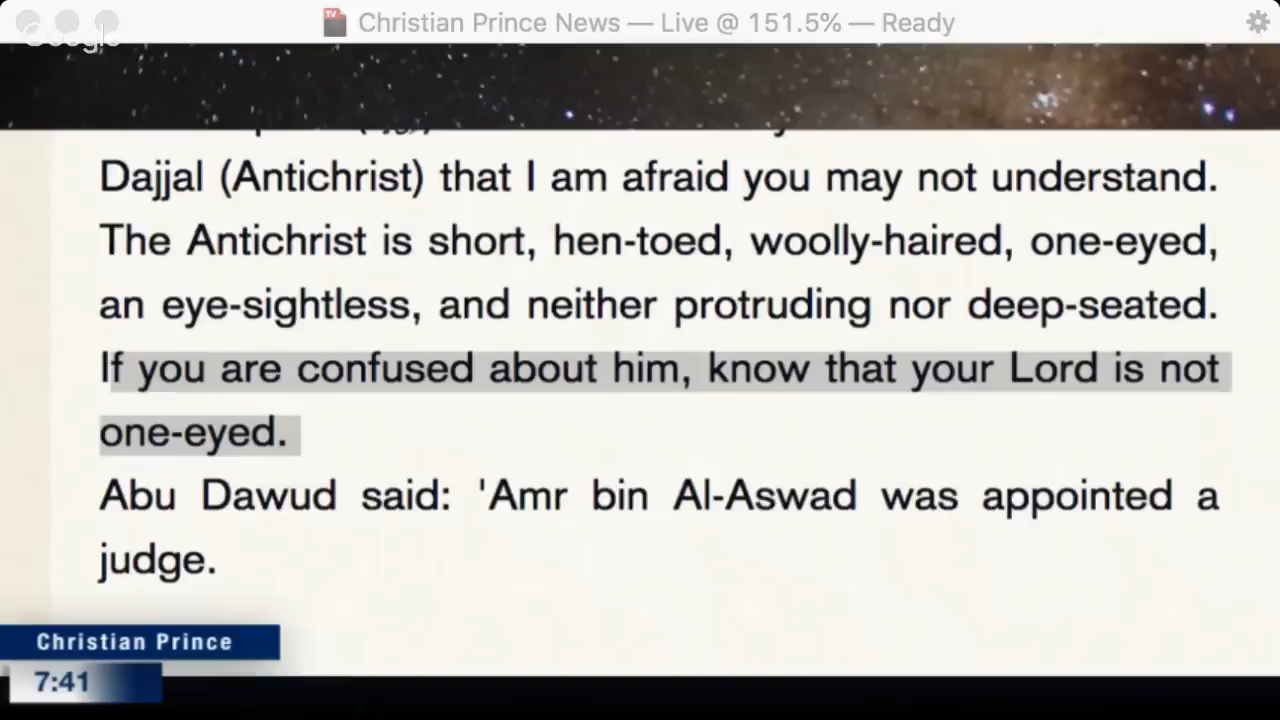 Christian Prince News — Live @ 151.5% — Ready
Google
Dajjal (Antichrist) that I am afraid you may not understand.
The Antichrist is short, hen-toed, woolly-haired, one-eyed,
an eye-sightless, and neither protruding nor deep-seated.
If you are confused about him, know that your Lord is not
one-eyed.
Abu Dawud said: 'Amr bin Al-Aswad was appointed a
judge.
Christian Prince
7:41